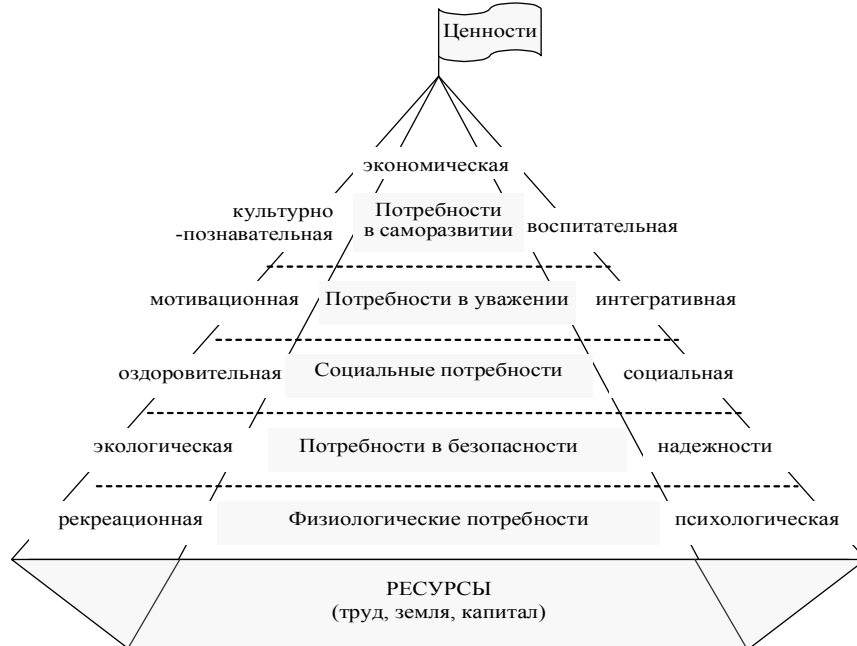 Ценности
экономическая
культурно
-познавательная
Потребности
в саморазвитии
воспитательная
мотивационная
Потребности в уважении
интегративная
оздоровительная
Социальные потребности
социальная
экологическая
Потребности в безопасности
надежности
рекреационная
Физиологические потребности
психологическая
РЕСУРСЫ
(труд, земля, капитал)